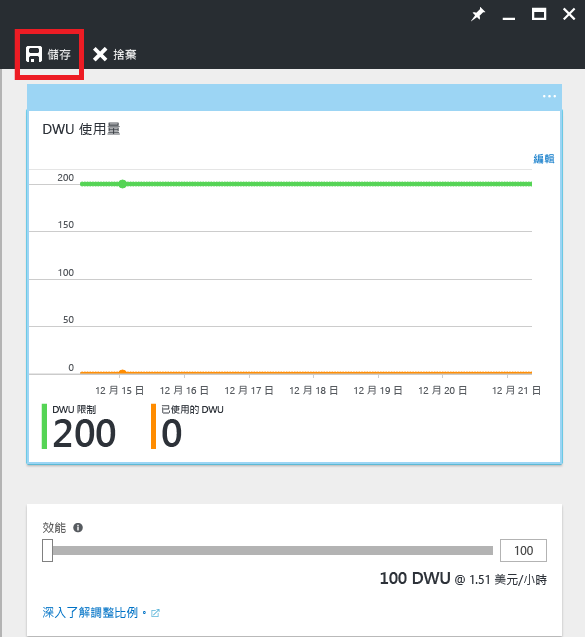 儲存 捨棄
...
DWU 使用量
編輯
200
150
100
50
0
12 月 15 日 12 月 16 日 12 月 17 日 12 月 18 日 12 月 19 日 12 月 20 日 12 月 21 日
DWU 限制 已使用的 DWU
200 0
效能
100
100 DWU @ 1.51 美元/小時
深入了解調整比例。